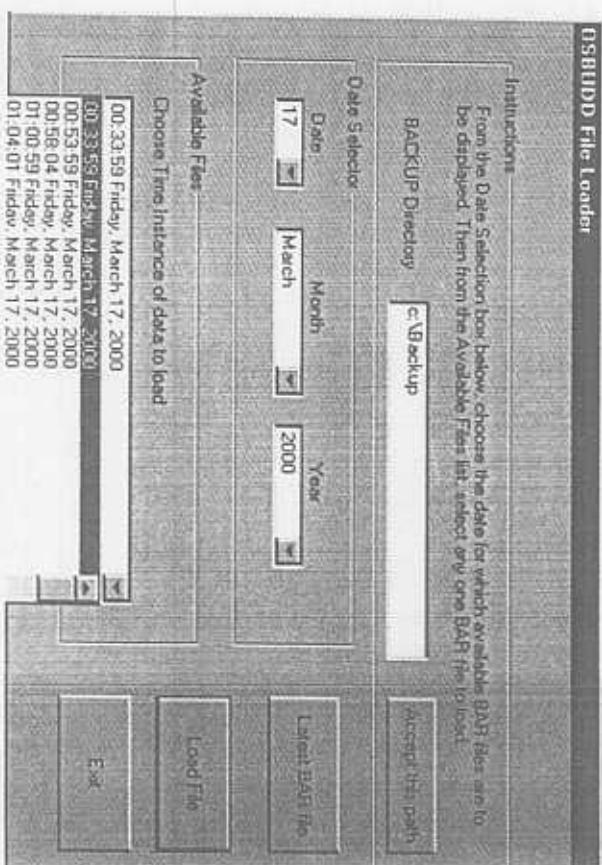 OSBUDD File Loader
Instructions
From the Date Selection box below, choose the date for which available BAR files are to
be displayed. Then from the Available Files list, select any one BAR file to load.
BACKUP Directory
c:\Backup
Accept this path
Date Selector
Date
Month
Year
17
March
2000
Latest BAR file
Available Files
Choose Time Instance of data to load
Load File
00:33:59 Friday, March 17, 2000
00:33:59 Friday, March 17, 2000
00:53:59 Friday, March 17, 2000
00:58:04 Friday, March 17, 2000
01:00:59 Friday, March 17, 2000
01:04:01 Friday, March 17, 2000
Exit